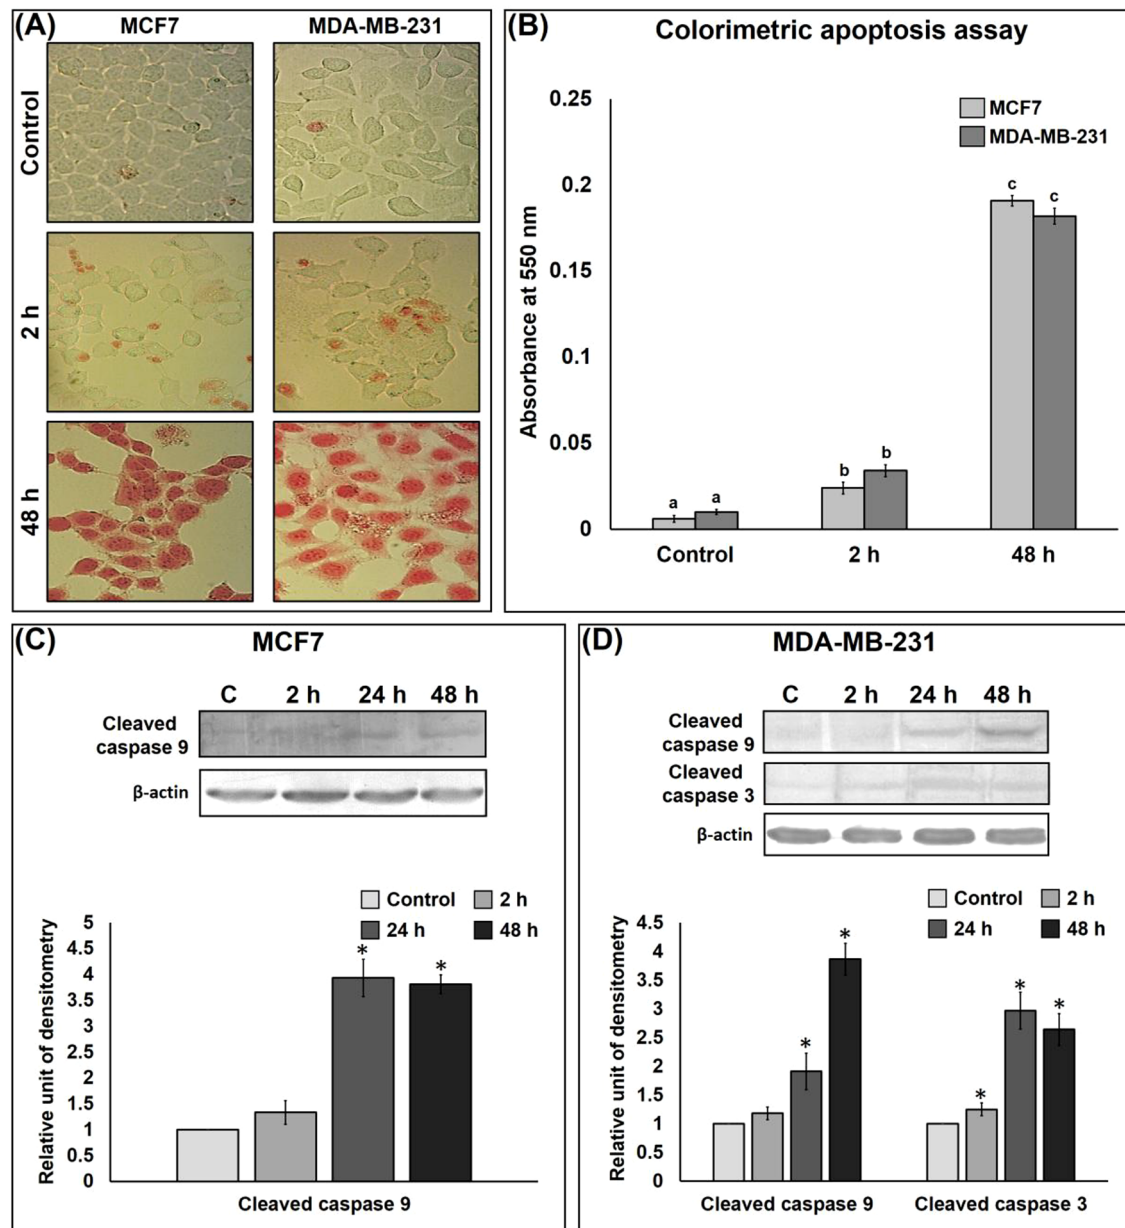 (A)
MCF7
MDA-MB-231
Control
2 h
48 h
(B)
Colorimetric apoptosis assay
MCF7
MDA-MB-231
Absorbance at 550 nm
0.25
0.2
0.15
0.1
0.05
0
a
a
b
b
c
c
Control
2 h
48 h
(C)
MCF7
C
2 h
24 h
48 h
Cleaved
caspase 9
β-actin
Control
2 h
24 h
48 h
Relative unit of densitometry
5
4.5
4
3.5
3
2.5
2
1.5
1
0.5
0
*
*
Cleaved caspase 9
(D)
MDA-MB-231
C
2 h
24 h
48 h
Cleaved
caspase 9
Cleaved
caspase 3
β-actin
Control
2 h
24 h
48 h
Relative unit of densitometry
4.5
4
3.5
3
2.5
2
1.5
1
0.5
0
*
*
*
*
*
Cleaved caspase 9
Cleaved caspase 3